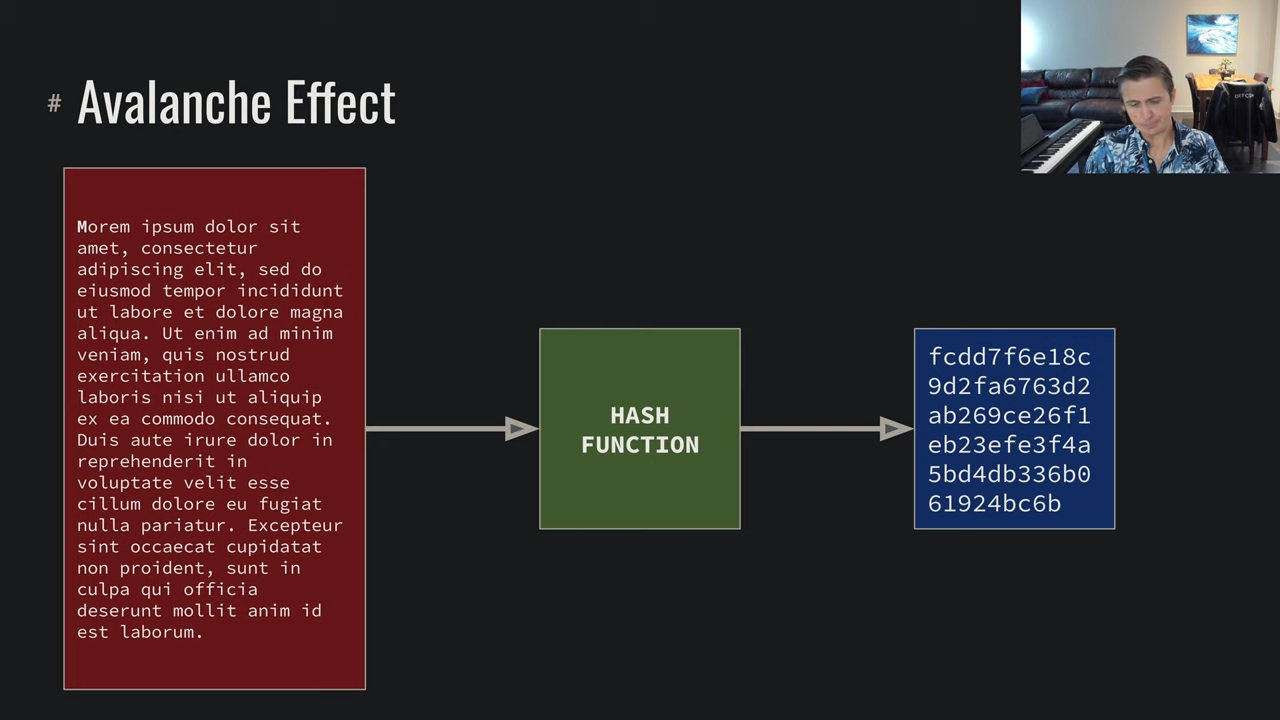 # Avalanche Effect
Morem ipsum dolor sit
amet, consectetur
adipiscing elit, sed do
eiusmod tempor incididunt
ut labore et dolore magna
aliqua. Ut enim ad minim
veniam, quis nostrud
exercitation ullamco
laboris nisi ut aliquip
ex ea commodo consequat.
Duis aute irure dolor in
reprehenderit in
voluptate velit esse
cillum dolore eu fugiat
nulla pariatur. Excepteur
sint occaecat cupidatat
non proident, sunt in
culpa qui officia
deserunt mollit anim id
est laborum.
HASH
FUNCTION
fcdd7f6e18c
9d2fa6763d2
ab269ce26f1
eb23efe3f4a
5bd4db336b0
61924bc6b